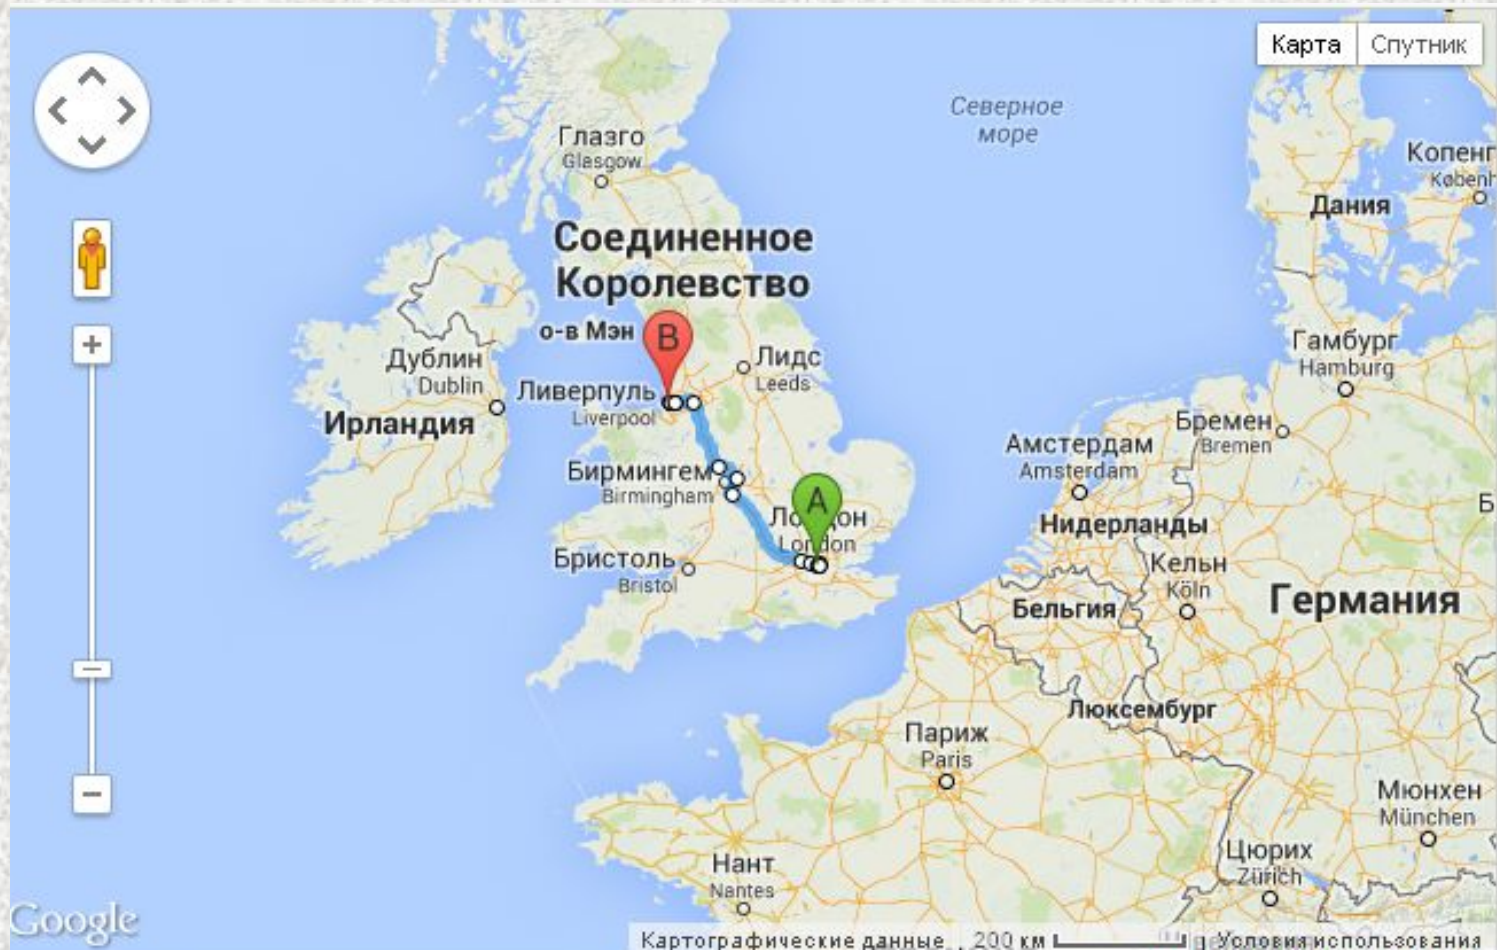 Карта
Спутник
Северное
море
Глазго
Glasgow
Копенг
Københ
Дания
Соединенное
Королевство
о-в Мэн
B
Гамбург
Hamburg
Дублин
Dublin
Лидс
Leeds
Ливерпуль
Liverpool
Ирландия
Бремен
Bremen
Амстердам
Amsterdam
Бирмингем
Birmingham
A
Лондон
London
Нидерланды
Б
Бристоль
Bristol
Кельн
Köln
Бельгия
Германия
Люксембург
Париж
Paris
Мюнхен
München
Нант
Nantes
Цюрих
Zürich
Google
Картографические данные
200 км
Условия использования